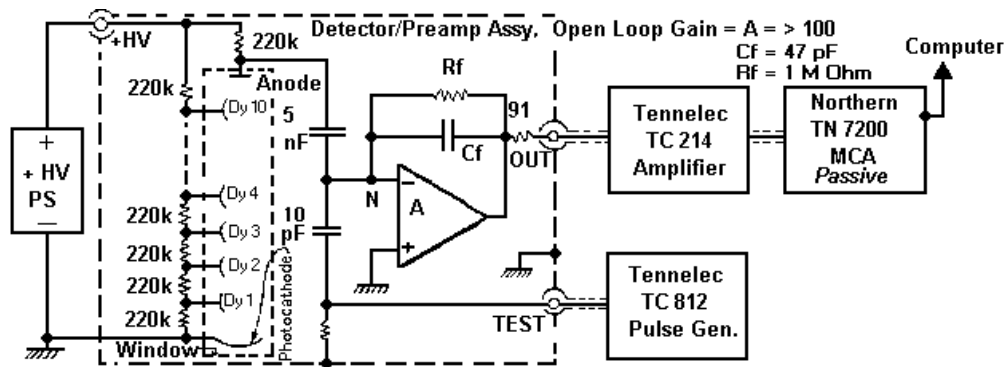 +HV
220k
Detector/Preamp Assy, Open Loop Gain = A = > 100
Cf = 47 pF
Rf = 1 M Ohm
Computer
Anode
Rf
220k
Dy 10
5
nF
Cf
91
OUT
Tennelec
TC 214
Amplifier
Northern
TN 7200
MCA
Passive
+
+ HV
PS
—
Dy 4
220k
Dy 3
220k
Dy 2
220k
Dy 1
220k
10
pF
N
−
A
+
Photocathode
Window
TEST
Tennelec
TC 812
Pulse Gen.